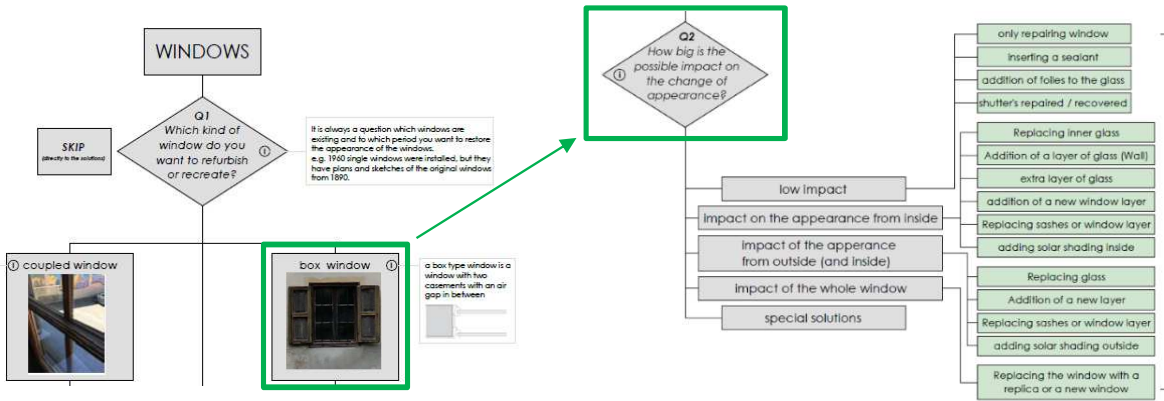 WINDOWS
Q1
Which kind of
window do you
want to refurbish
or recreate?
SKIP
(directly to the solutions)
It is always a question which windows are
existing and to which period you want to restore
the appearance of the windows.
e.g. 1960 single windows were installed, but they
have plans and sketches of the original windows
from 1890.
coupled window
box window
a box type window is a
window with two
casements with an air
gap in between
Q2
How big is the
possible impact on
the change of
appearance?
low impact
impact on the appearance from inside
impact of the apperance
from outside (and inside)
impact of the whole window
special solutions
only repairing window
inserting a sealant
addition of folies to the glass
shutter's repaired / recovered
Replacing inner glass
Addition of a layer of glass (Wall)
extra layer of glass
addition of a new window layer
Replacing sashes or window layer
adding solar shading inside
Replacing glass
Addition of a new layer
Replacing sashes or window layer
adding solar shading outside
Replacing the window with a
replica or a new window